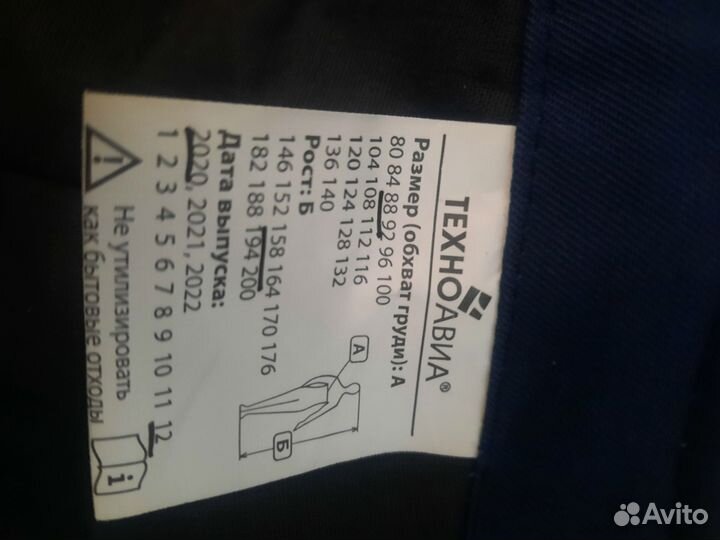 ТЕХНОАВИА®
Размер (обхват груди): А
80 84 88 92 96 100
104 108 112 116
120 124 128 132
136 140
Рост: Б
146 152 158 164 170 176
182 188 194 200
Дата выпуска:
2020, 2021, 2022
1 2 3 4 5 6 7 8 9 10 11 12
Не утилизировать
как бытовые отходы
i
А
Б
Avito